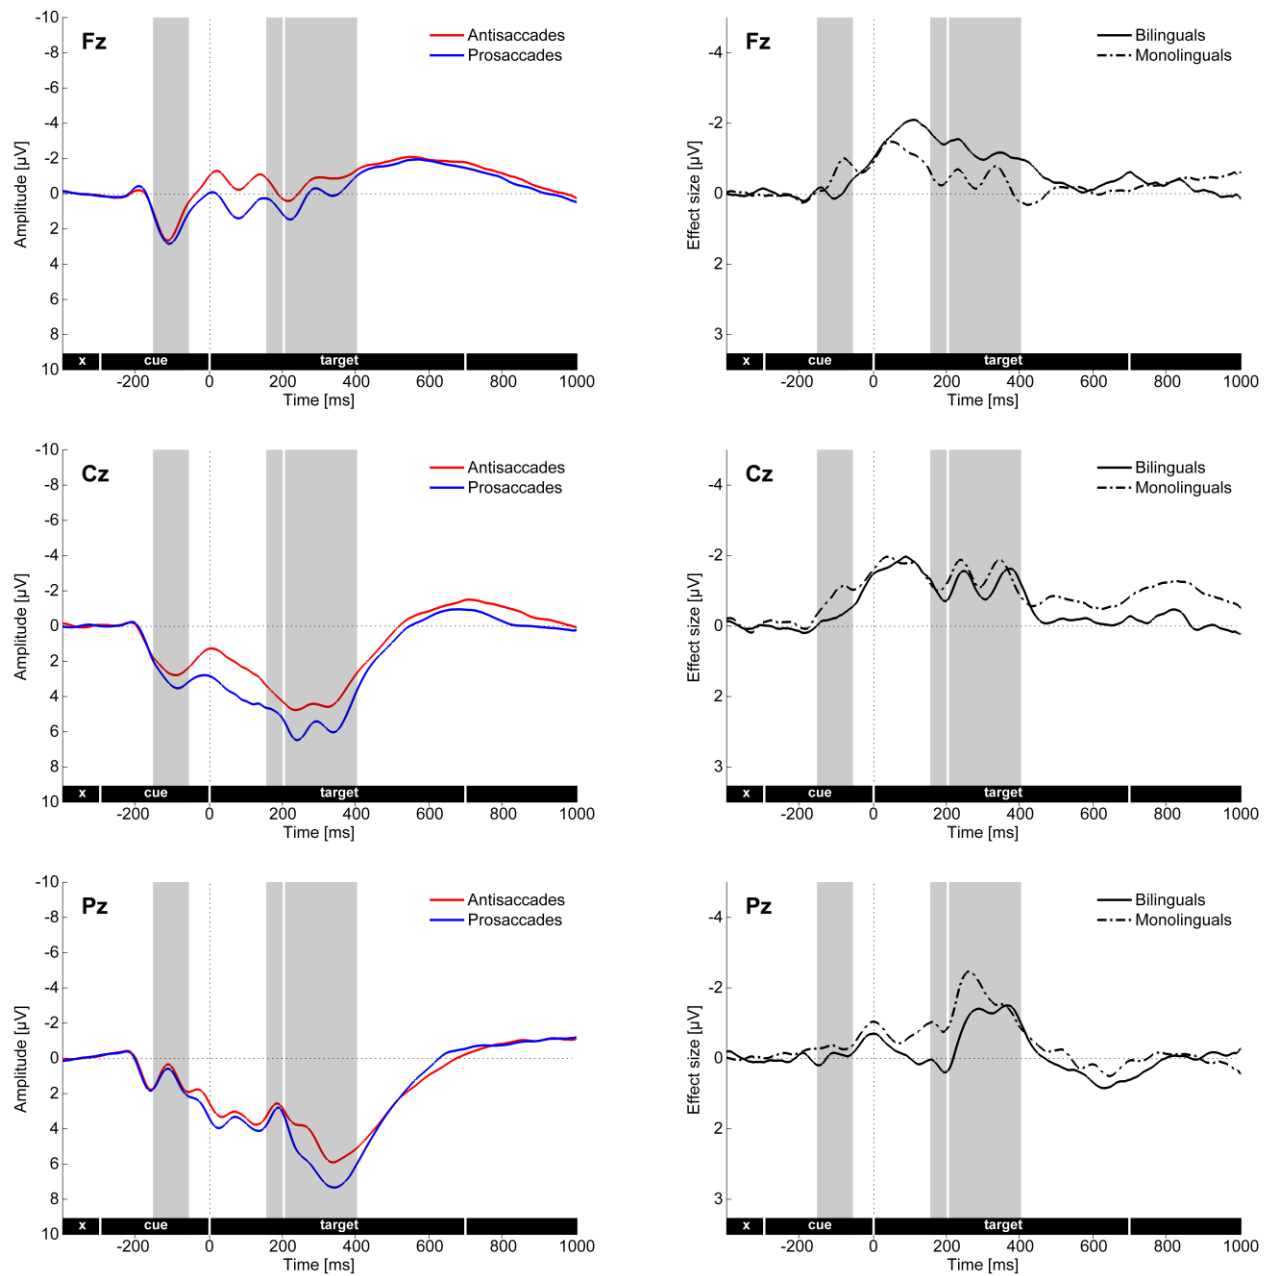 Fz
Antisaccades
Prosaccades
Amplitude [µV]
-10
-8
-6
-4
-2
0
2
4
6
8
10
x cue target
-200 0 200 400 600 800 1000
Time [ms]
Fz
Bilinguals
Monolinguals
Effect size [µV]
-4
-2
0
2
3
x cue target
-200 0 200 400 600 800 1000
Time [ms]
Cz
Antisaccades
Prosaccades
Amplitude [µV]
-10
-8
-6
-4
-2
0
2
4
6
8
10
x cue target
-200 0 200 400 600 800 1000
Time [ms]
Cz
Bilinguals
Monolinguals
Effect size [µV]
-4
-2
0
2
3
x cue target
-200 0 200 400 600 800 1000
Time [ms]
Pz
Antisaccades
Prosaccades
Amplitude [µV]
-10
-8
-6
-4
-2
0
2
4
6
8
10
x cue target
-200 0 200 400 600 800 1000
Time [ms]
Pz
Bilinguals
Monolinguals
Effect size [µV]
-4
-2
0
2
3
x cue target
-200 0 200 400 600 800 1000
Time [ms]